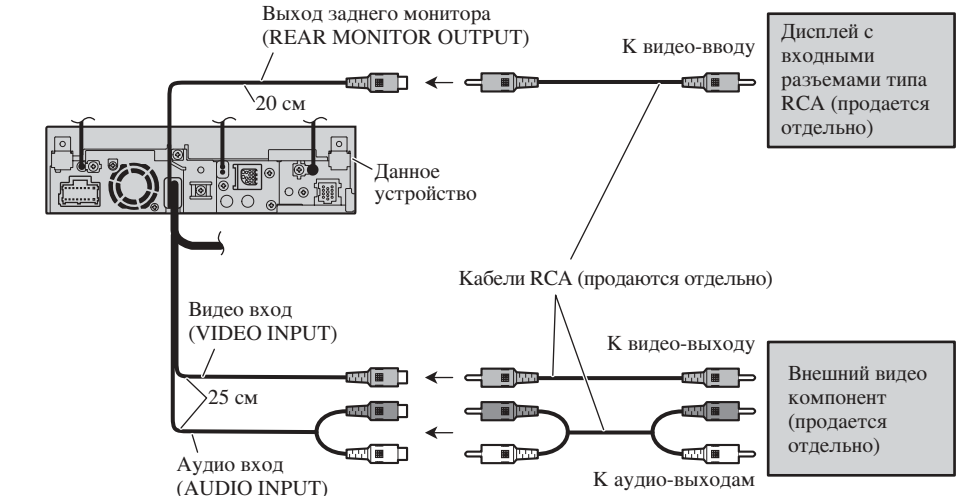 Выход заднего монитора
(REAR MONITOR OUTPUT)
К видео-вводу
Дисплей с
входными
разъемами типа
RCA (продается
отдельно)
20 см
Данное
устройство
Кабели RCA (продаются отдельно)
Видео вход
(VIDEO INPUT)
К видео-выходу
25 см
Внешний видео
компонент
(продается
отдельно)
Аудио вход
(AUDIO INPUT)
К аудио-выходам